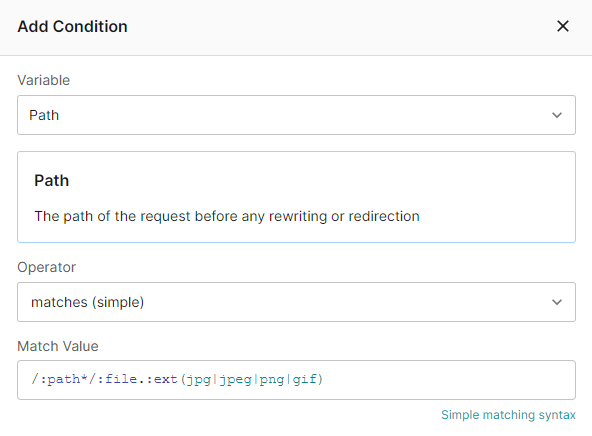 Add Condition
Variable
Path
Path
The path of the request before any rewriting or redirection
Operator
matches (simple)
Match Value
/:path*/:file.:ext(jpg|jpeg|png|gif)
Simple matching syntax